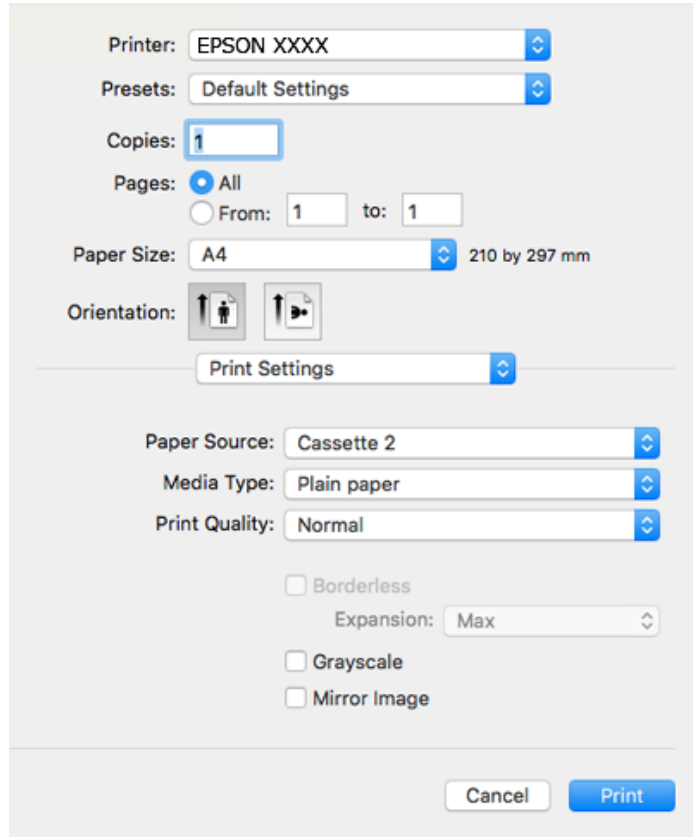 Printer: EPSON XXXX
Presets: Default Settings
Copies: 1
Pages: All
From: 1 to: 1
Paper Size: A4 210 by 297 mm
Orientation:
Print Settings
Paper Source: Cassette 2
Media Type: Plain paper
Print Quality: Normal
Borderless
Expansion: Max
Grayscale
Mirror Image
Cancel Print